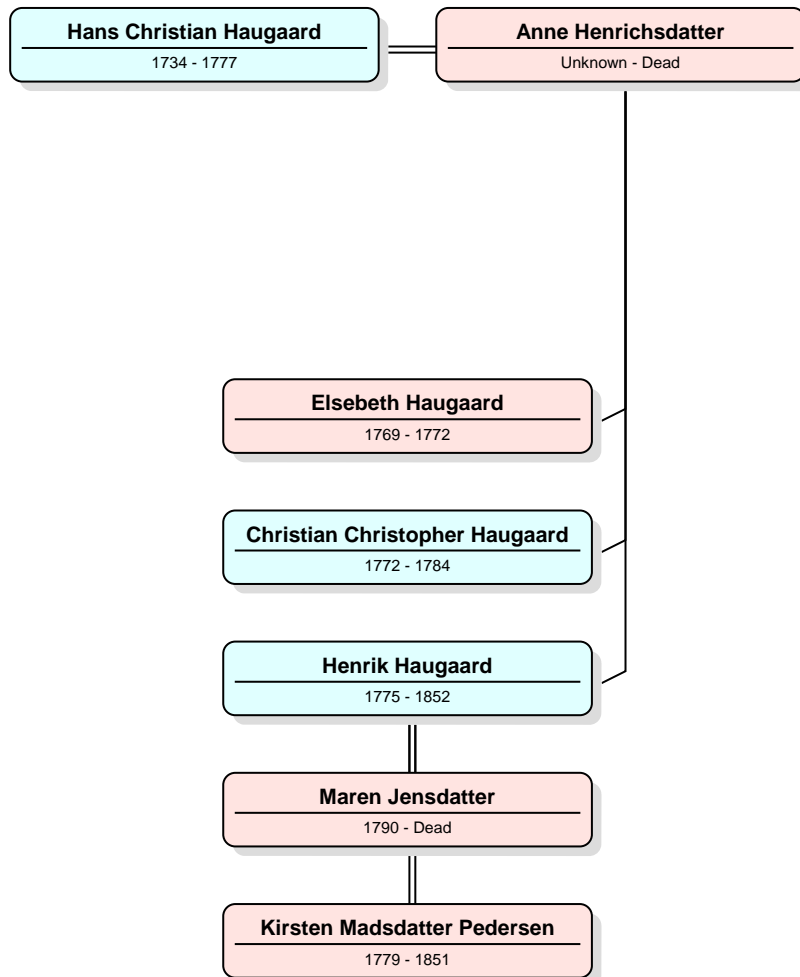 Hans Christian Haugaard
1734 - 1777
Anne Henrichsdatter
Unknown - Dead
Elsebeth Haugaard
1769 - 1772
Christian Christopher Haugaard
1772 - 1784
Henrik Haugaard
1775 - 1852
Maren Jensdatter
1790 - Dead
Kirsten Madsdatter Pedersen
1779 - 1851